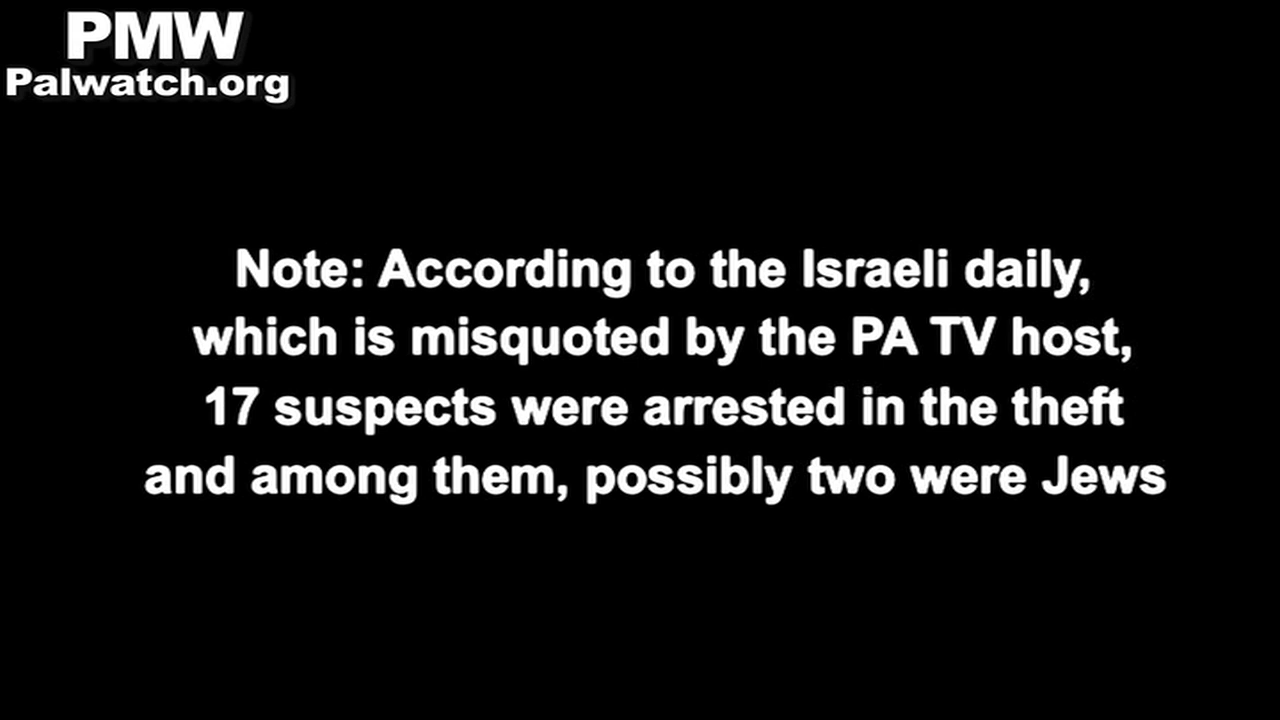 PMW
Palwatch.org
Note: According to the Israeli daily,
which is misquoted by the PA TV host,
17 suspects were arrested in the theft
and among them, possibly two were Jews